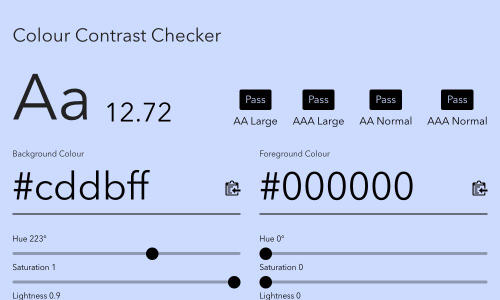 Colour Contrast Checker
Aa 12.72
Pass Pass Pass Pass
AA Large AAA Large AA Normal AAA Normal
Background Colour Foreground Colour
#cddbff #000000
Hue 223° Hue 0°
Saturation 1 Saturation 0
Lightness 0.9 Lightness 0